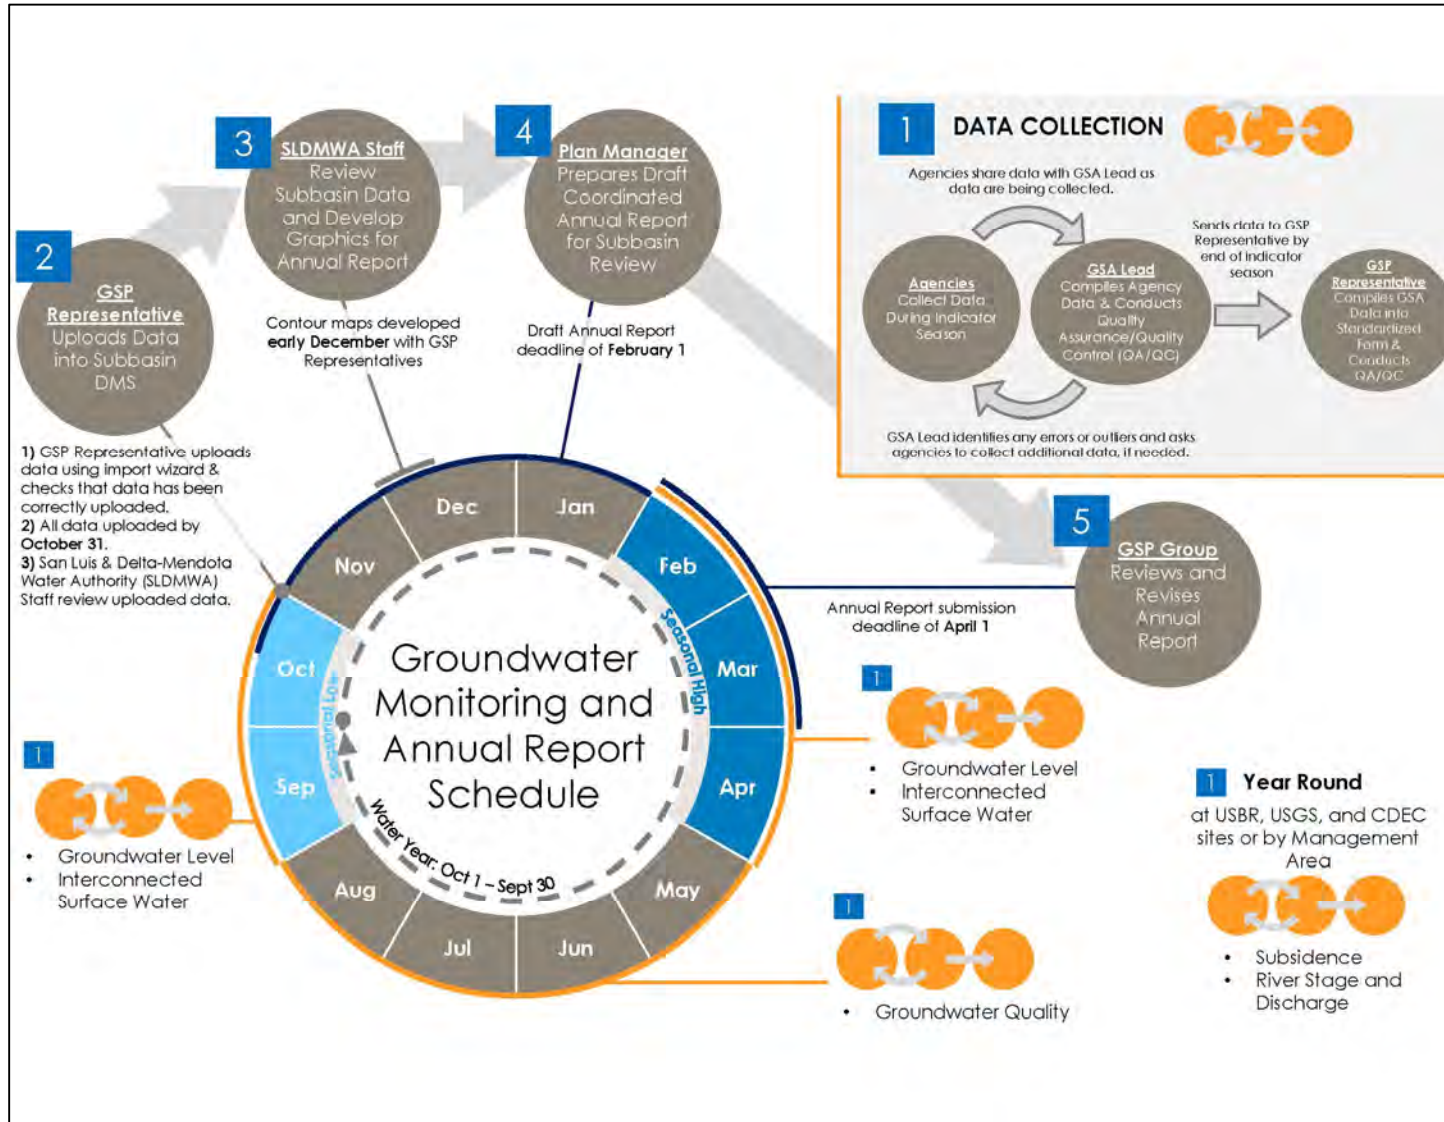 3
SLDMWA Staff
Review
Subbasin Data
and Develop
Graphics for
Annual Report
4
Plan Manager
Prepares Draft
Coordinated
Annual Report
for Subbasin
Review
1
DATA COLLECTION
Agencies share data with GSA Lead as
data are being collected.
Sends data to GSP
Representative by
end of indicator
season
Agencies
Collect Data
During Indicator
Season
GSA Lead
Compiles Agency
Data & Conducts
Quality
Assurance/Quality
Control (QA/QC)
GSP
Representative
Compiles GSA
Data into
Standardized
Form &
Conducts
QA/QC
GSA Lead identifies any errors or outliers and asks
agencies to collect additional data, if needed.
2
GSP
Representative
Uploads Data
into Subbasin
DMS
Contour maps developed
early December with GSP
Representatives
Draft Annual Report
deadline of February 1
1) GSP Representative uploads
data using import wizard &
checks that data has been
correctly uploaded.
2) All data uploaded by
October 31.
3) San Luis & Delta-Mendota
Water Authority (SLDMWA)
Staff review uploaded data.
5
GSP Group
Reviews and
Revises
Annual
Report
Annual Report submission
deadline of April 1
Jan
Feb
Mar
Apr
May
Jun
Jul
Aug
Sep
Oct
Nov
Dec
Seasonal High
Seasonal Low
Groundwater
Monitoring and
Annual Report
Schedule
Water Year: Oct 1 – Sept 30
1
• Groundwater Level
• Interconnected
Surface Water
1
• Groundwater Level
• Interconnected
Surface Water
1
• Groundwater Quality
1
Year Round
at USBR, USGS, and CDEC
sites or by Management
Area
• Subsidence
• River Stage and
Discharge